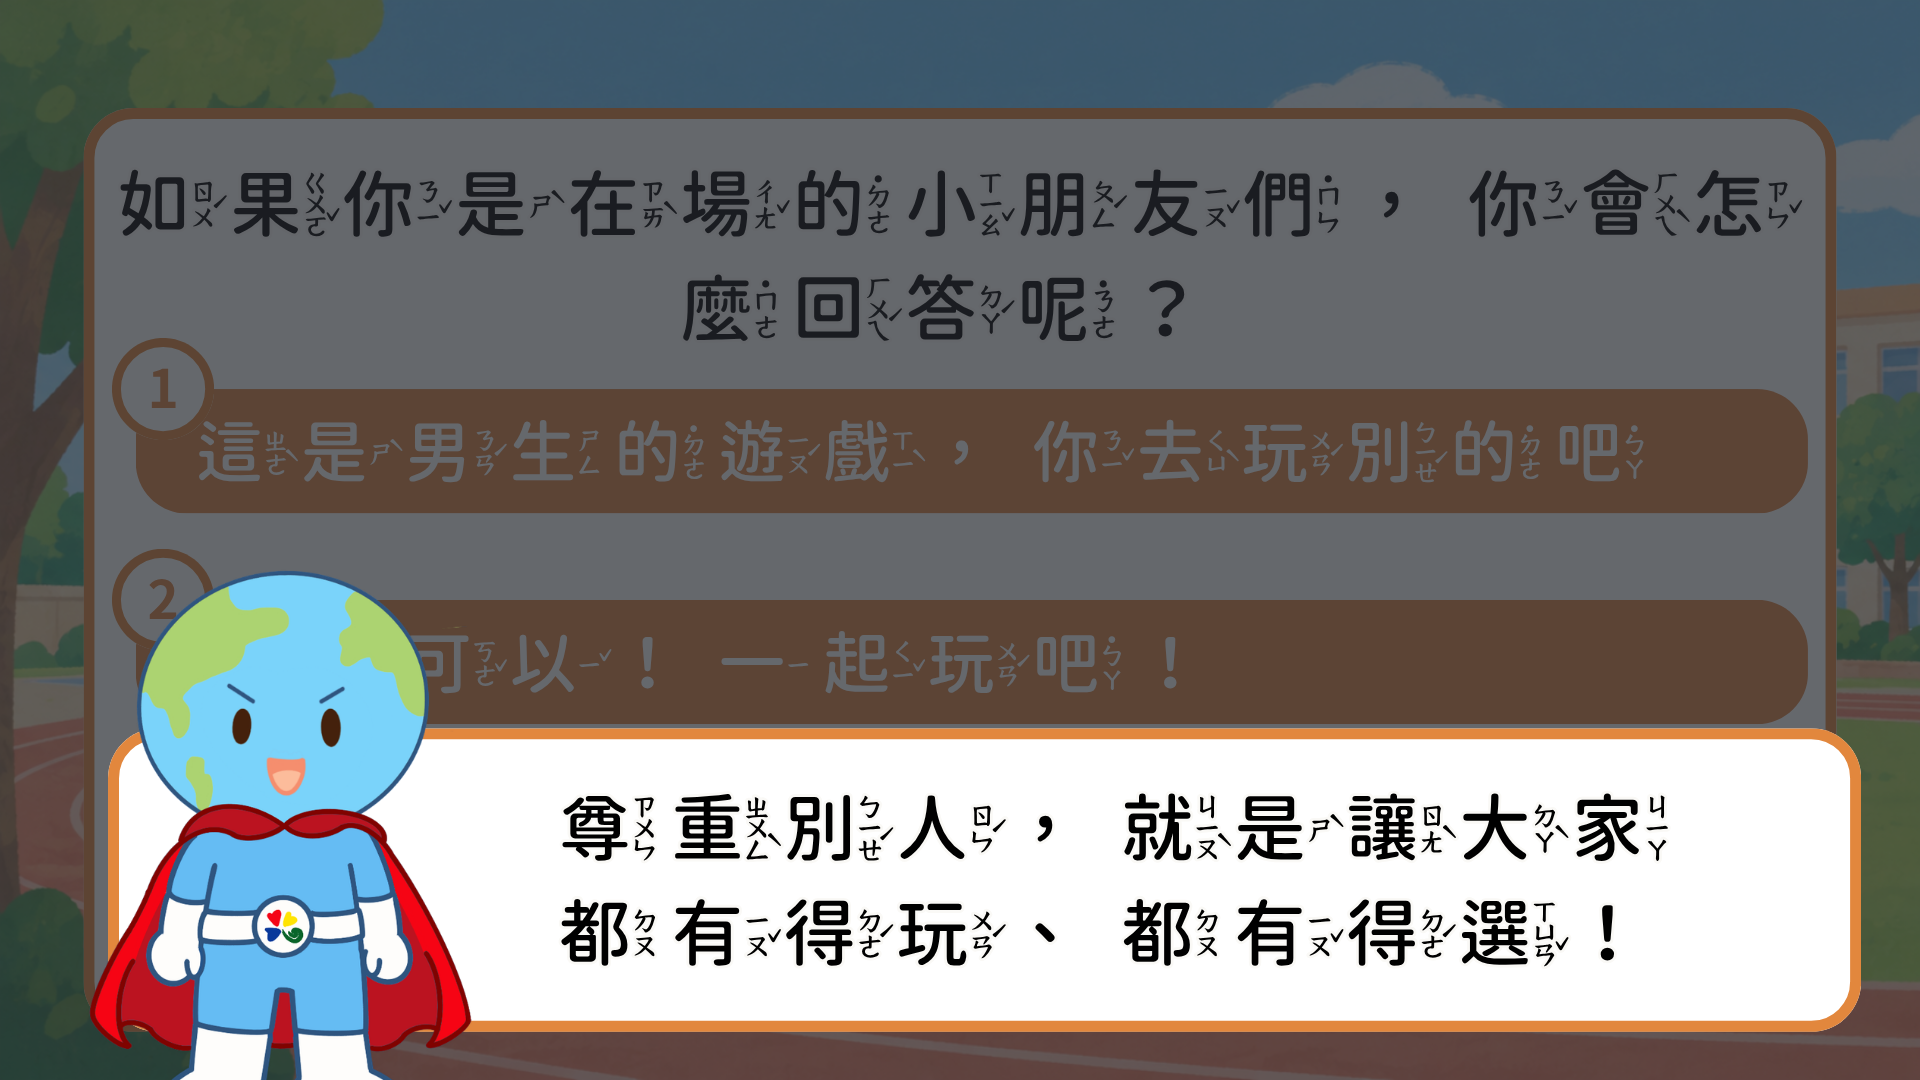 如果你是在場的小朋友們，你會怎
麼回答呢？
1
這是男生的遊戲，你去玩別的吧
2
可以！一起玩吧！
尊重別人，就是讓大家
都有得玩、都有得選！